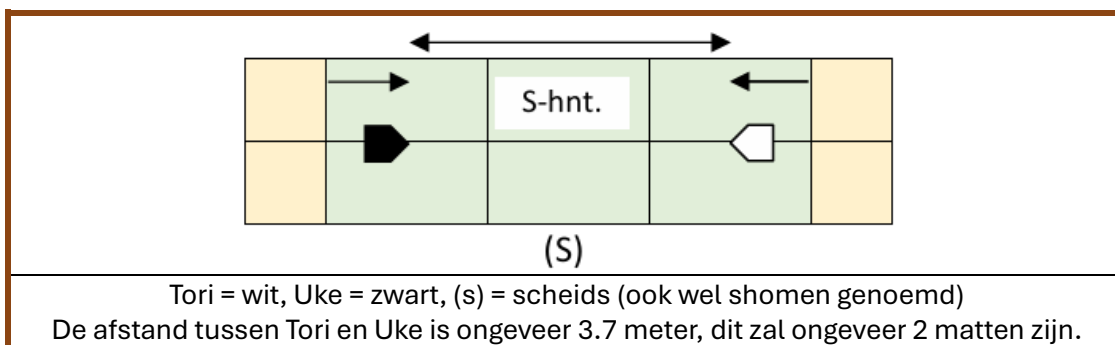 S-hnt.
(S)
Tori = wit, Uke = zwart, (s) = scheids (ook wel shomen genoemd)
De afstand tussen Tori en Uke is ongeveer 3.7 meter, dit zal ongeveer 2 matten zijn.